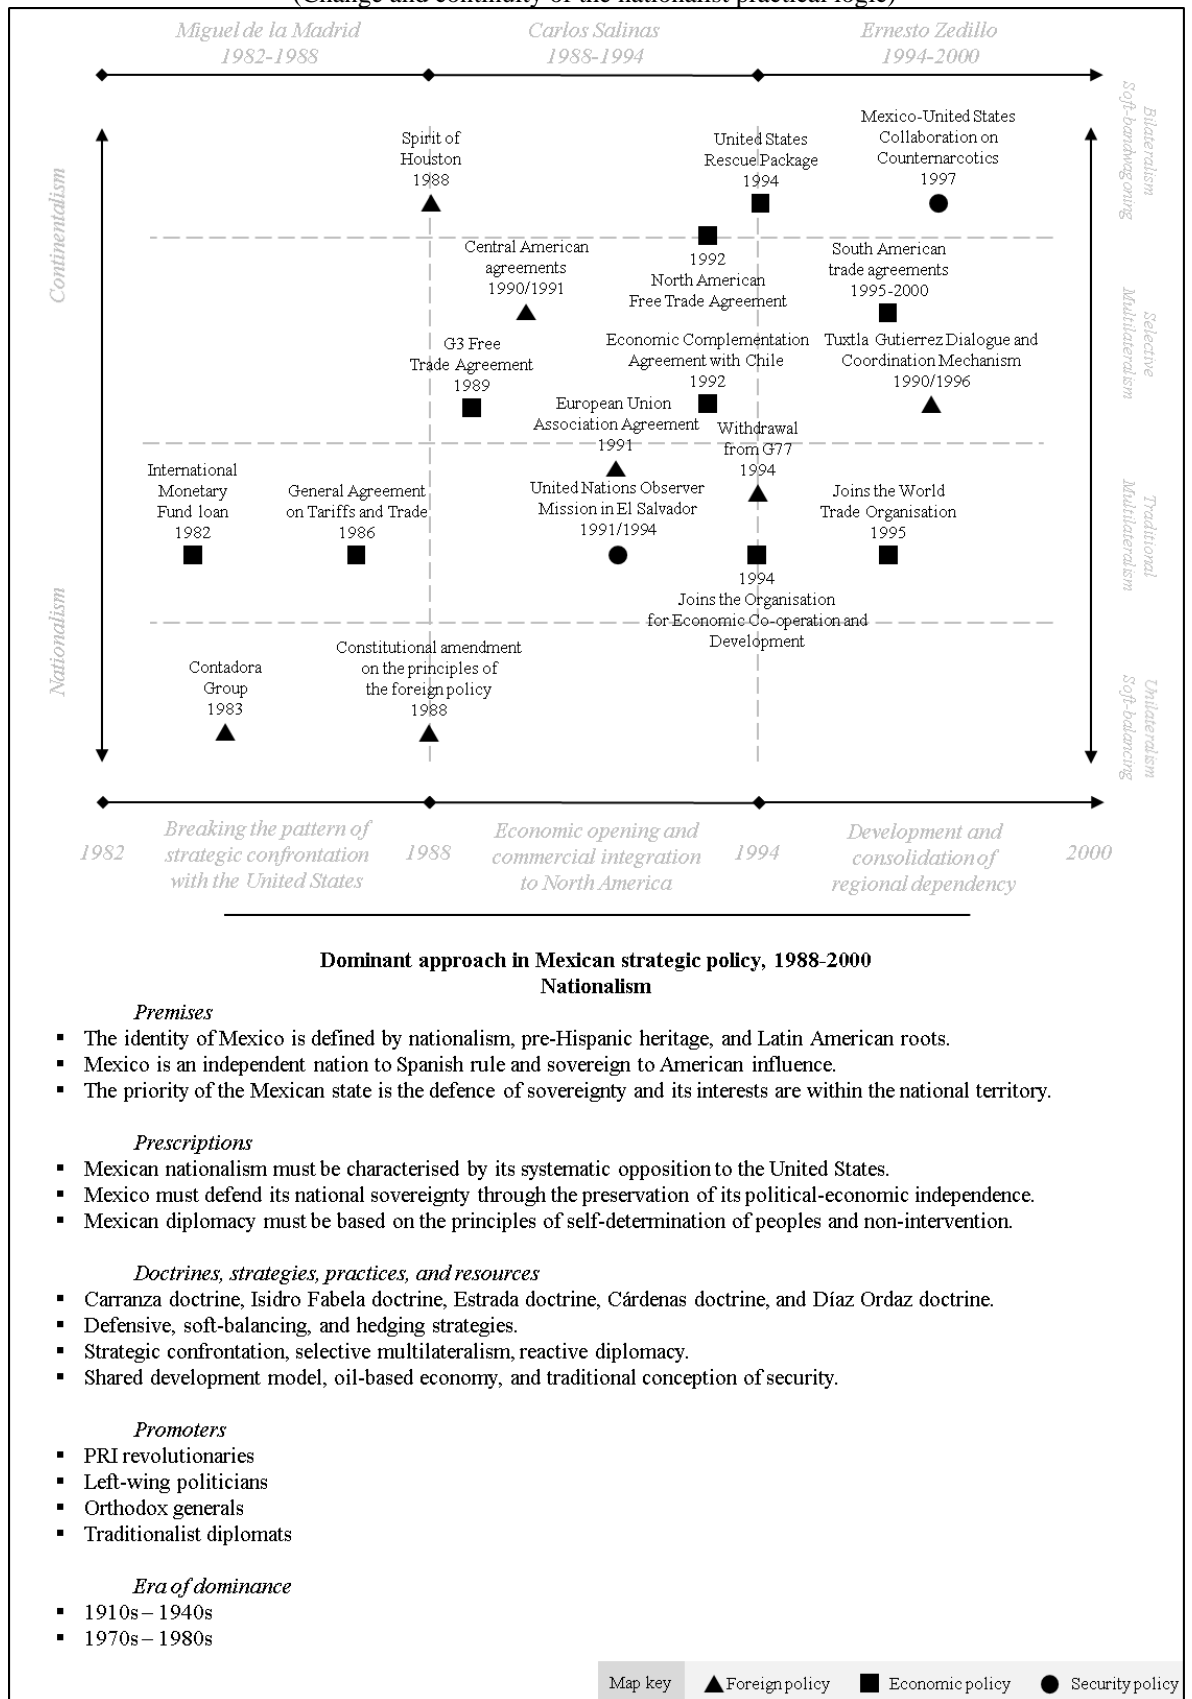 (Change and continuity of the nationalist practical logic)
Miguel de la Madrid
1982-1988
Carlos Salinas
1988-1994
Ernesto Zedillo
1994-2000
Continentalism
Nationalism
Bilateralism
Soft-bandwagoning
Selective
Multilateralism
Traditional
Multilateralism
Unilateralism
Soft-balancing
Spirit of
Houston
1988
United States
Rescue Package
1994
Mexico-United States
Collaboration on
Counternarcotics
1997
Central American
agreements
1990/1991
1992
North American
Free Trade Agreement
South American
trade agreements
1995-2000
G3 Free
Trade Agreement
1989
Economic Complementation
Agreement with Chile
1992
Tuxtla Gutierrez Dialogue and
Coordination Mechanism
1990/1996
European Union
Association Agreement
1991
Withdrawal
from G77
1994
International
Monetary
Fund loan
1982
General Agreement
on Tariffs and Trade
1986
United Nations Observer
Mission in El Salvador
1991/1994
Joins the World
Trade Organisation
1995
1994
Joins the Organisation
for Economic Co-operation and
Development
Contadora
Group
1983
Constitutional amendment
on the principles of
the foreign policy
1988
1982
Breaking the pattern of
strategic confrontation
with the United States
1988
Economic opening and
commercial integration
to North America
1994
Development and
consolidation of
regional dependency
2000
Dominant approach in Mexican strategic policy, 1988-2000
Nationalism
Premises
▪ The identity of Mexico is defined by nationalism, pre-Hispanic heritage, and Latin American roots.
▪ Mexico is an independent nation to Spanish rule and sovereign to American influence.
▪ The priority of the Mexican state is the defence of sovereignty and its interests are within the national territory.
Prescriptions
▪ Mexican nationalism must be characterised by its systematic opposition to the United States.
▪ Mexico must defend its national sovereignty through the preservation of its political-economic independence.
▪ Mexican diplomacy must be based on the principles of self-determination of peoples and non-intervention.
Doctrines, strategies, practices, and resources
▪ Carranza doctrine, Isidro Fabela doctrine, Estrada doctrine, Cárdenas doctrine, and Díaz Ordaz doctrine.
▪ Defensive, soft-balancing, and hedging strategies.
▪ Strategic confrontation, selective multilateralism, reactive diplomacy.
▪ Shared development model, oil-based economy, and traditional conception of security.
Promoters
▪ PRI revolutionaries
▪ Left-wing politicians
▪ Orthodox generals
▪ Traditionalist diplomats
Era of dominance
▪ 1910s – 1940s
▪ 1970s – 1980s
Map key Foreign policy Economic policy Security policy